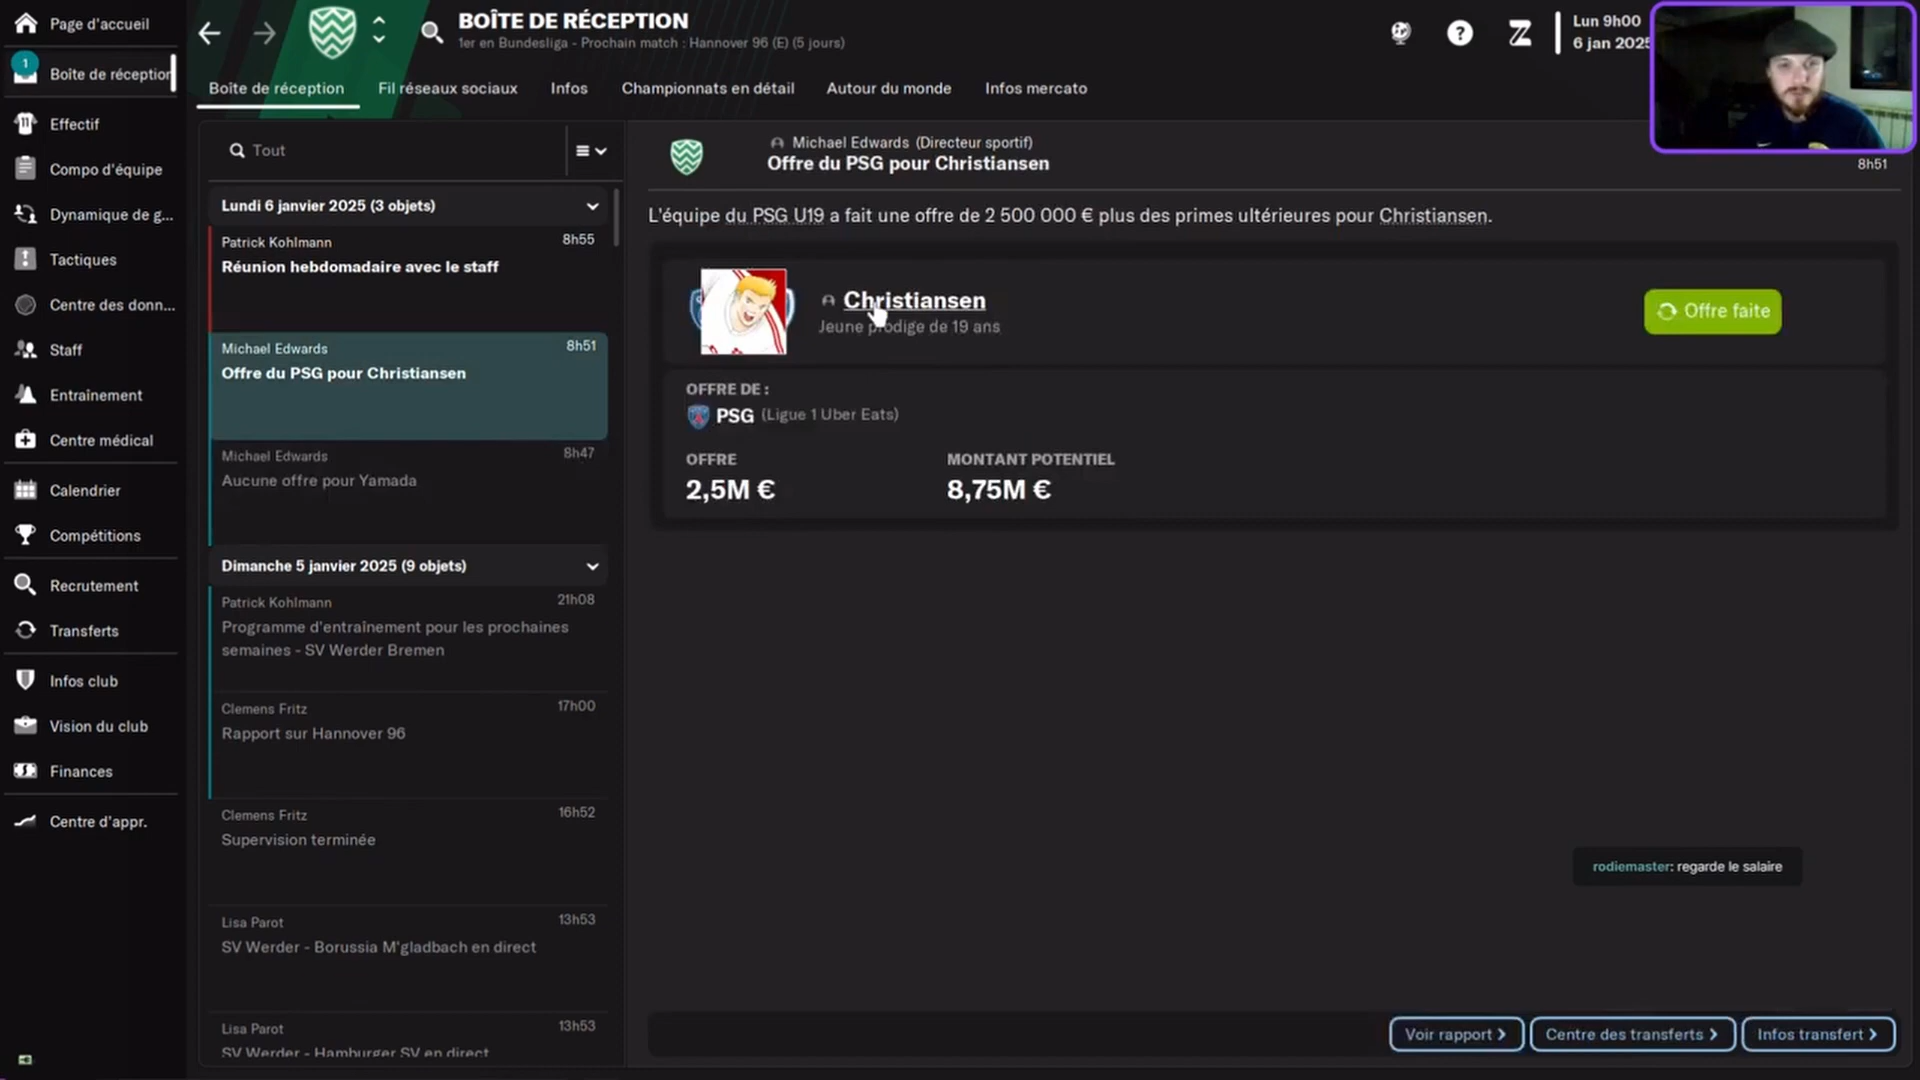 Page d'accueil
1
Boîte de réception
Effectif
Compo d'équipe
Dynamique de g...
Tactiques
Centre des donn...
Staff
Entraînement
Centre médical
Calendrier
Compétitions
Recrutement
Transferts
Infos club
Vision du club
Finances
Centre d'appr.
BOÎTE DE RÉCEPTION
1er en Bundesliga - Prochain match : Hannover 96 (E) (5 jours)
Lun 9h00
6 jan 2025
Boîte de réception
Fil réseaux sociaux
Infos
Championnats en détail
Autour du monde
Infos mercato
Tout
Lundi 6 janvier 2025 (3 objets)
Patrick Kohlmann
8h55
Réunion hebdomadaire avec le staff
Michael Edwards
8h51
Offre du PSG pour Christiansen
Michael Edwards
8h47
Aucune offre pour Yamada
Dimanche 5 janvier 2025 (9 objets)
Patrick Kohlmann
21h08
Programme d'entraînement pour les prochaines
semaines - SV Werder Bremen
Clemens Fritz
17h00
Rapport sur Hannover 96
Clemens Fritz
16h52
Supervision terminée
Lisa Parot
13h53
SV Werder - Borussia M'gladbach en direct
Lisa Parot
13h53
SV Werder - Hamburger SV en direct
Michael Edwards (Directeur sportif)
Offre du PSG pour Christiansen
8h51
L'équipe du PSG U19 a fait une offre de 2 500 000 € plus des primes ultérieures pour Christiansen.
Christiansen
Jeune prodige de 19 ans
Offre faite
OFFRE DE :
PSG (Ligue 1 Uber Eats)
OFFRE
MONTANT POTENTIEL
2,5M €
8,75M €
rodiemaster: regarde le salaire
Voir rapport
Centre des transferts
Infos transfert